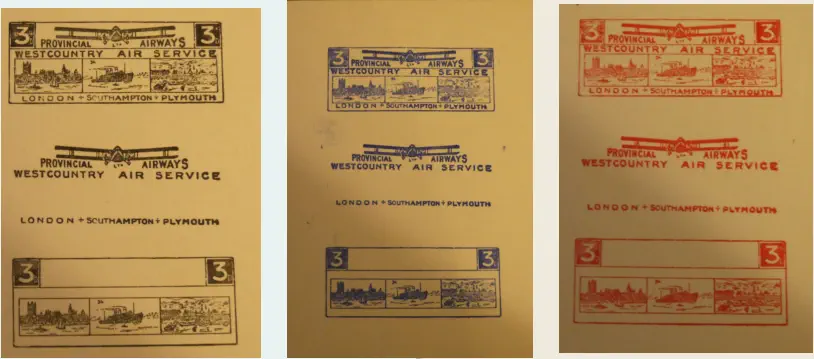 3 PROVINCIAL AIRWAYS 3
WESTCOUNTRY AIR SERVICE
LONDON + SOUTHAMPTON + PLYMOUTH
PROVINCIAL AIRWAYS
WESTCOUNTRY AIR SERVICE
LONDON + SOUTHAMPTON + PLYMOUTH
3 3
3 PROVINCIAL AIRWAYS 3
WESTCOUNTRY AIR SERVICE
LONDON + SOUTHAMPTON + PLYMOUTH
PROVINCIAL AIRWAYS
WESTCOUNTRY AIR SERVICE
LONDON + SOUTHAMPTON + PLYMOUTH
3 3
3 PROVINCIAL AIRWAYS 3
WESTCOUNTRY AIR SERVICE
LONDON + SOUTHAMPTON + PLYMOUTH
PROVINCIAL AIRWAYS
WESTCOUNTRY AIR SERVICE
LONDON + SOUTHAMPTON + PLYMOUTH
3 3